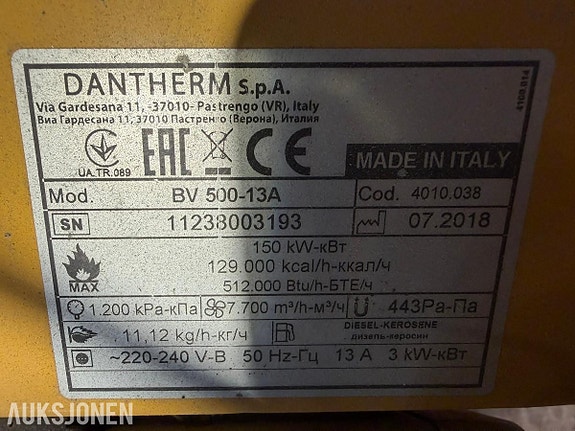 DANTHERM S.p.A.
Via Gardesana 11, -37010- Pastrengo (VR), Italy
Виа Гардесана 11, 37010 Пастренго (Верона), Италия
4109.814
UA.TR.089
EAC CE
MADE IN ITALY
Mod. BV 500-13A Cod. 4010.038
SN 11238003193 07.2018
150 kW-кВт
129.000 kcal/h-ккал/ч
MAX 512.000 Btu/h-БТЕ/ч
1.200 kPa-кПа 7.700 m³/h-м³/ч 443Pa-Па
11,12 kg/h-кг/ч DIESEL-KEROSENE
дизель-керосин
~220-240 V-В 50 Hz-Гц 13 A 3 kW-кВт
AUKSJONEN